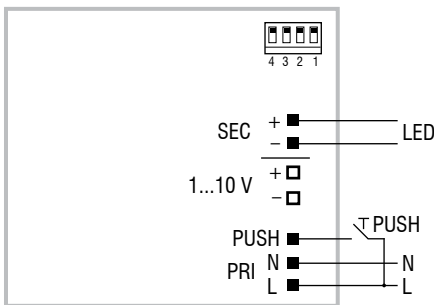 4 3 2 1
SEC + LED
−
1...10 V +
−
PUSH PUSH
PRI N N
L L